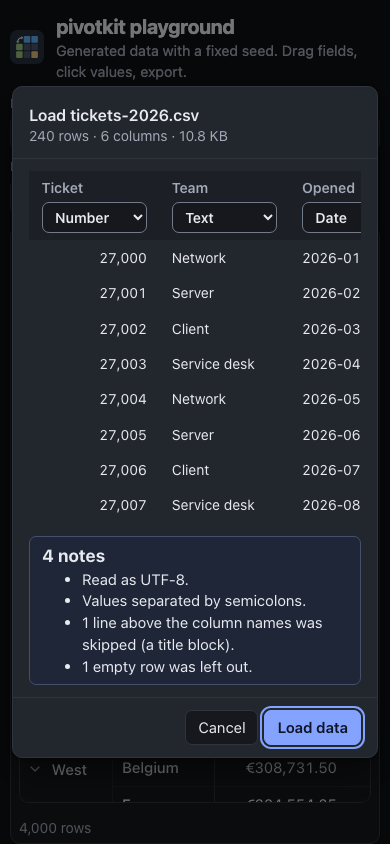 pivotkit playground
Generated data with a fixed seed. Drag fields,
click values, export.
Load tickets-2026.csv
240 rows · 6 columns · 10.8 KB
Ticket Team Opened
Number Text Date
27,000 Network 2026-01
27,001 Server 2026-02
27,002 Client 2026-03
27,003 Service desk 2026-04
27,004 Network 2026-05
27,005 Server 2026-06
27,006 Client 2026-07
27,007 Service desk 2026-08
4 notes
• Read as UTF-8.
• Values separated by semicolons.
• 1 line above the column names was
skipped (a title block).
• 1 empty row was left out.
Cancel Load data
West Belgium €308,731.50
4,000 rows